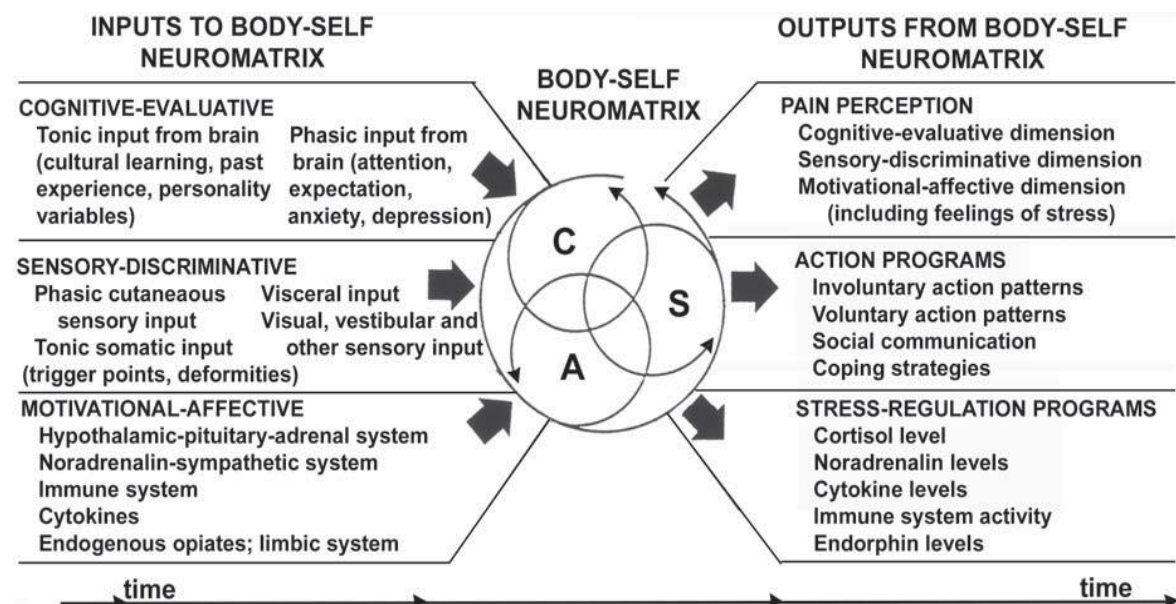 INPUTS TO BODY-SELF
NEUROMATRIX
COGNITIVE-EVALUATIVE
Tonic input from brain
(cultural learning, past
experience, personality
variables)
Phasic input from
brain (attention,
expectation,
anxiety, depression)
SENSORY-DISCRIMINATIVE
Phasic cutaneaous
sensory input
Tonic somatic input
(trigger points, deformities)
Visceral input
Visual, vestibular and
other sensory input
MOTIVATIONAL-AFFECTIVE
Hypothalamic-pituitary-adrenal system
Noradrenalin-sympathetic system
Immune system
Cytokines
Endogenous opiates; limbic system
BODY-SELF
NEUROMATRIX
C
S
A
OUTPUTS FROM BODY-SELF
NEUROMATRIX
PAIN PERCEPTION
Cognitive-evaluative dimension
Sensory-discriminative dimension
Motivational-affective dimension
(including feelings of stress)
ACTION PROGRAMS
Involuntary action patterns
Voluntary action patterns
Social communication
Coping strategies
STRESS-REGULATION PROGRAMS
Cortisol level
Noradrenalin levels
Cytokine levels
Immune system activity
Endorphin levels
time
time